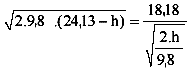 √(2.9,8 .(24,13 – h)) = 18,18 / √(2.h / 9,8)